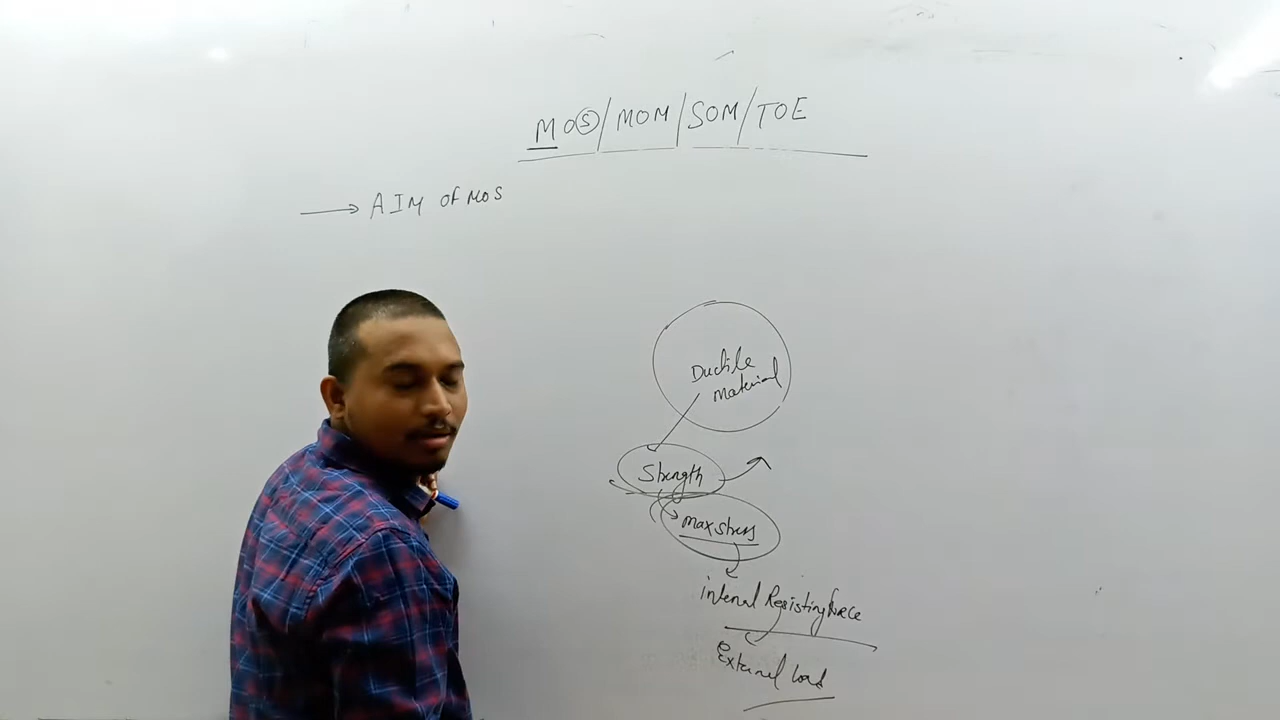 MOS/MOM/SOM/TOE
→ AIM OF MOS
Ductile
Material
Strength
max stress
internal Resisting force
External load